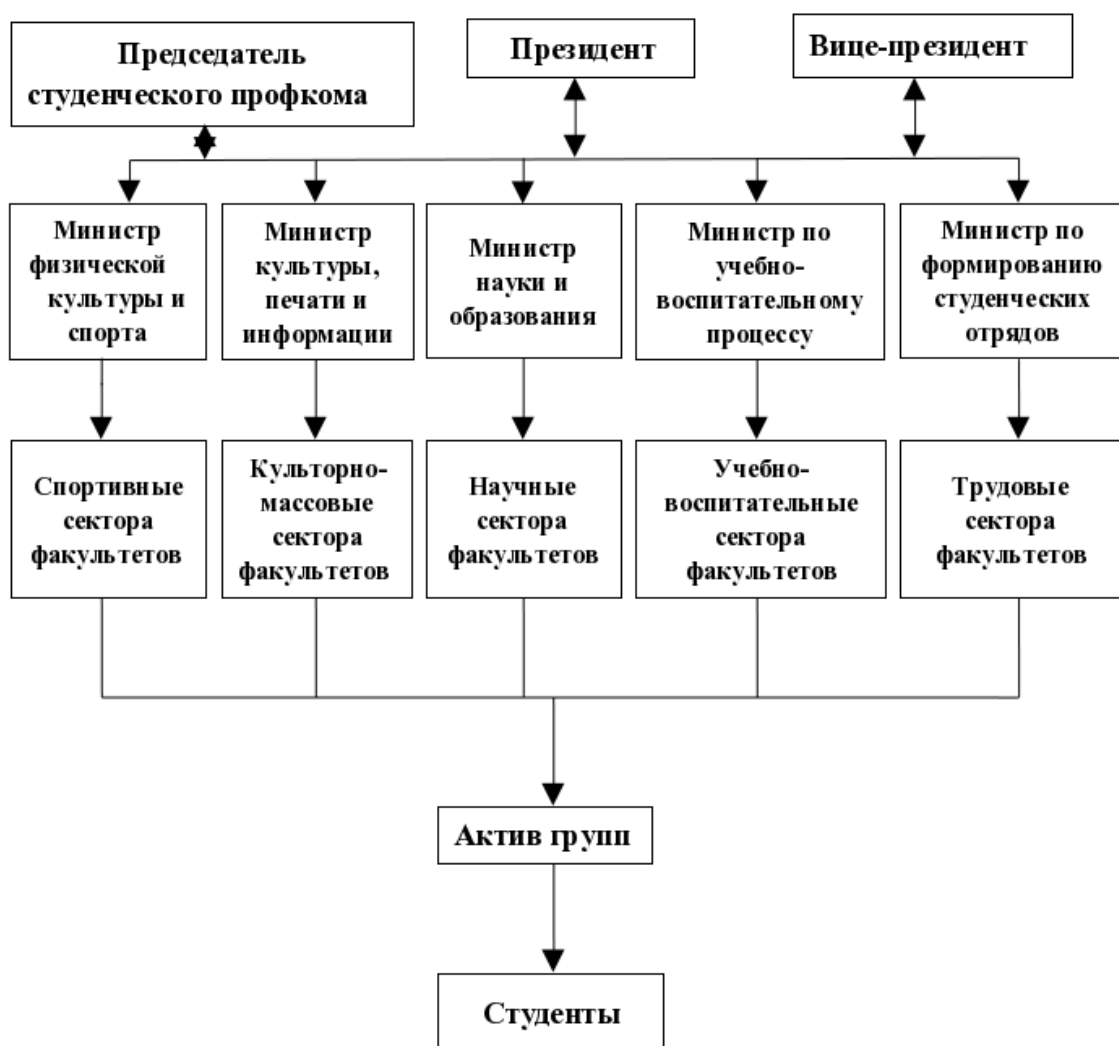 Председатель
студенческого профкома
Президент
Вице-президент
Министр
физической
культуры и
спорта
Министр
культуры,
печати и
информации
Министр
науки и
образования
Министр по
учебно-
воспитательному
процессу
Министр по
формированию
студенческих
отрядов
Спортивные
сектора
факультетов
Культорно-
массовые
сектора
факультетов
Научные
сектора
факультетов
Учебно-
воспитательные
сектора
факультетов
Трудовые
сектора
факультетов
Актив групп
Студенты